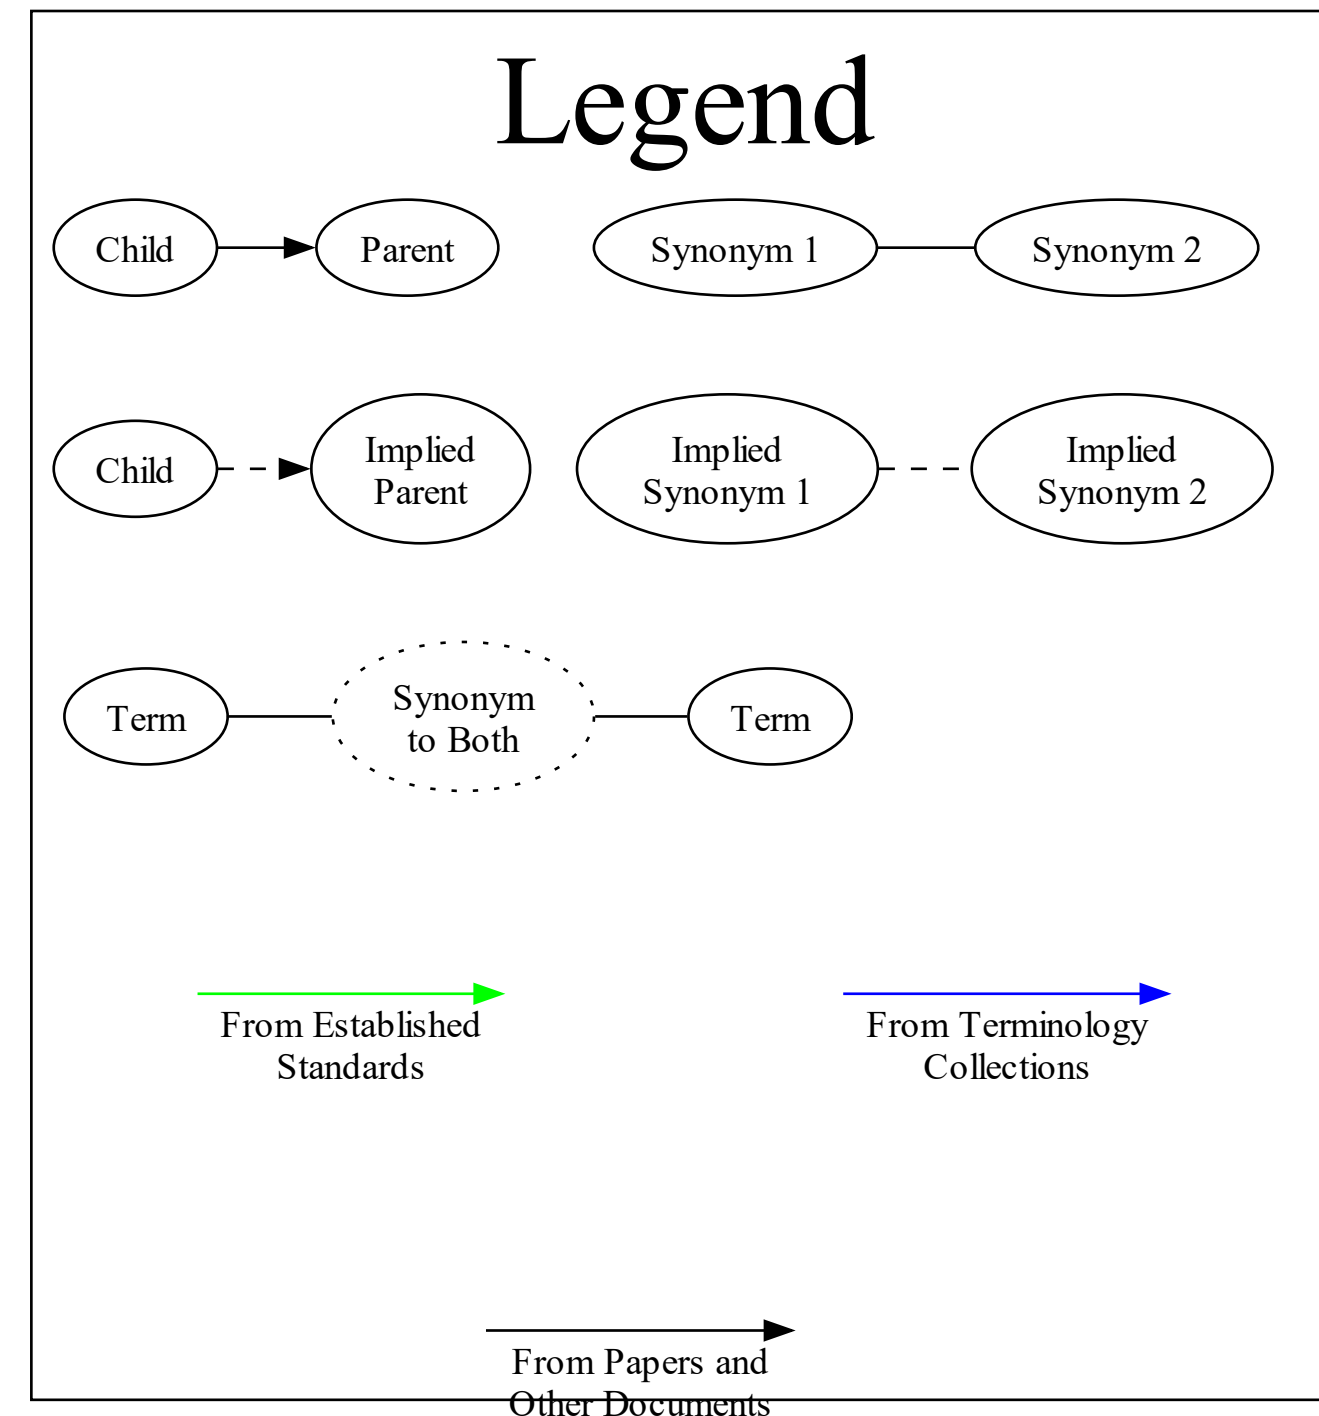 Legend
Child
Parent
Synonym 1
Synonym 2
Child
Implied
Parent
Implied
Synonym 1
Implied
Synonym 2
Term
Synonym
to Both
Term
From Established
Standards
From Terminology
Collections
From Papers and
Other Documents